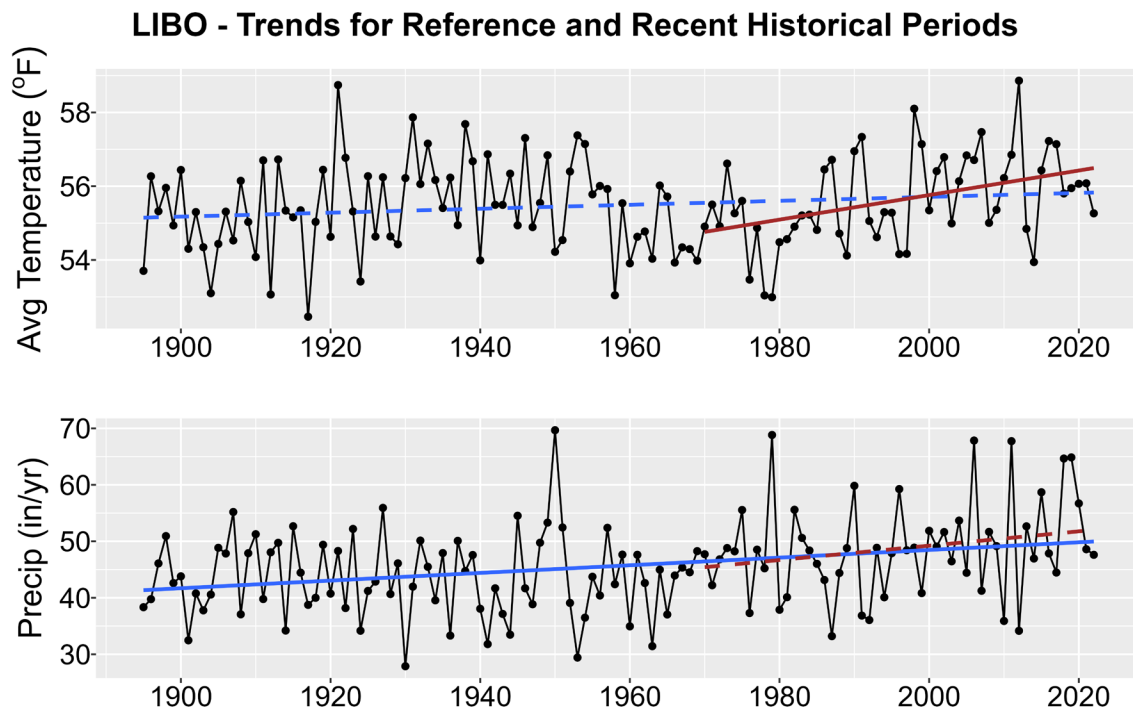 LIBO - Trends for Reference and Recent Historical Periods
Avg Temperature (°F)
58
56
54
1900 1920 1940 1960 1980 2000 2020
Precip (in/yr)
70
60
50
40
30
1900 1920 1940 1960 1980 2000 2020